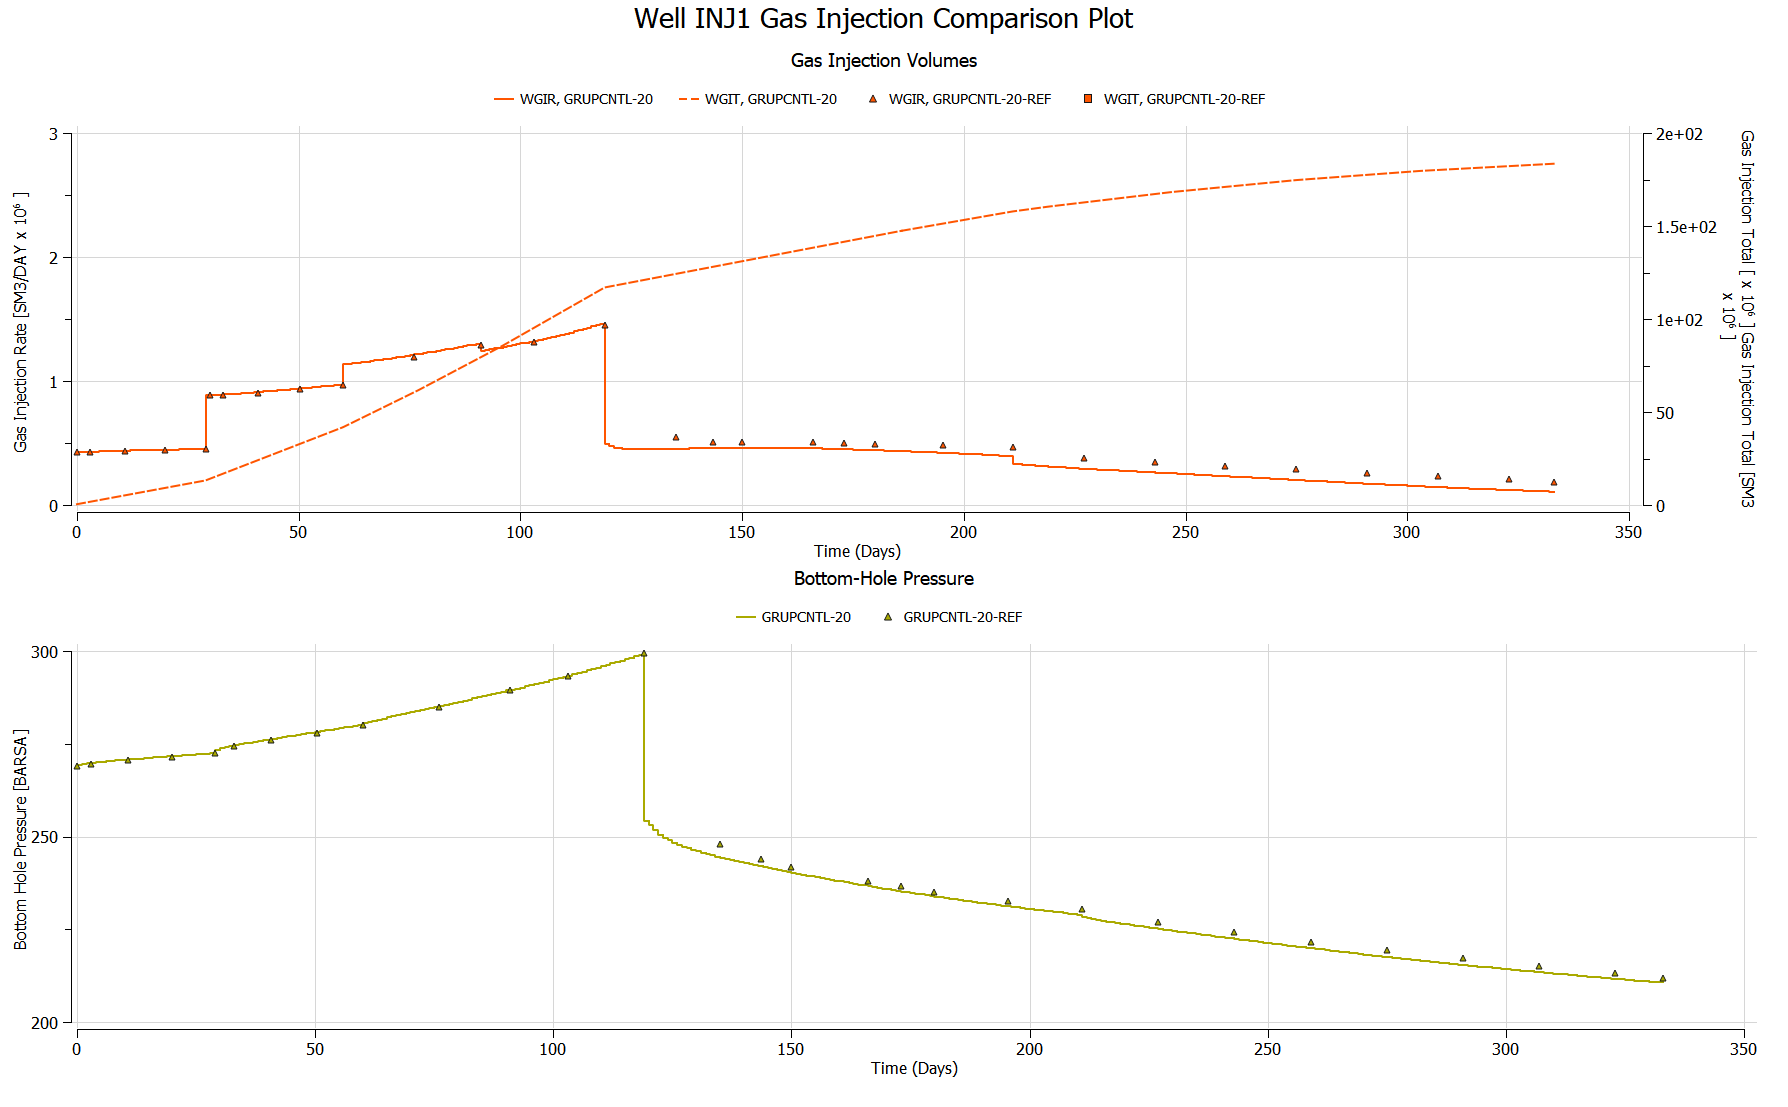 Well INJ1 Gas Injection Comparison Plot
Gas Injection Volumes
WGIR, GRUPCNTL-20 WGIT, GRUPCNTL-20 WGIR, GRUPCNTL-20-REF WGIT, GRUPCNTL-20-REF
Gas Injection Rate [SM3/DAY x 10⁶ ]
3
2
1
0
2e+02
1.5e+02
1e+02
50
0
Gas Injection Total [ x 10⁶ ] Gas Injection Total [SM3
x 10⁶ ]
0 50 100 150 200 250 300 350
Time (Days)
Bottom-Hole Pressure
GRUPCNTL-20 GRUPCNTL-20-REF
Bottom Hole Pressure [BARSA]
300
250
200
0 50 100 150 200 250 300 350
Time (Days)